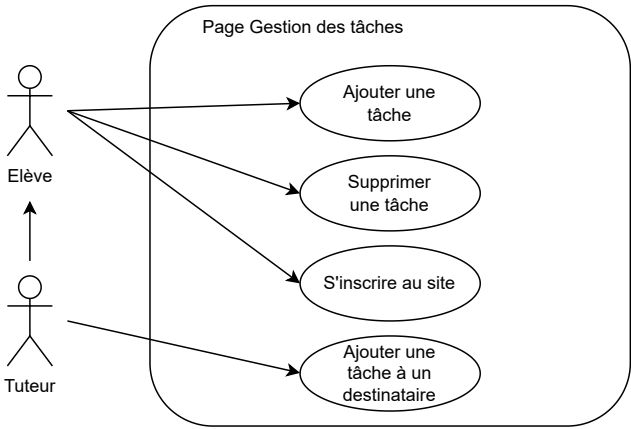 Page Gestion des tâches
Ajouter une
tâche
Elève
Supprimer
une tâche
S'inscrire au site
Tuteur
Ajouter une
tâche à un
destinataire